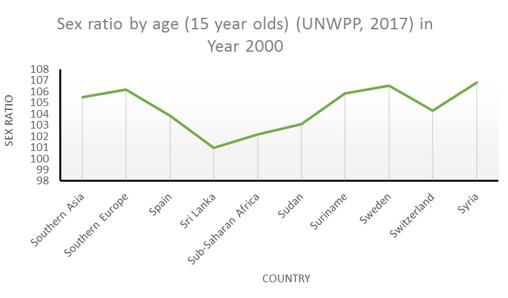 Sex ratio by age (15 year olds) (UNWPP, 2017) in
Year 2000
SEX RATIO
108
107
106
105
104
103
102
101
100
99
98
Southern Asia
Southern Europe
Spain
Sri Lanka
Sub-Saharan Africa
Sudan
Suriname
Sweden
Switzerland
Syria
COUNTRY